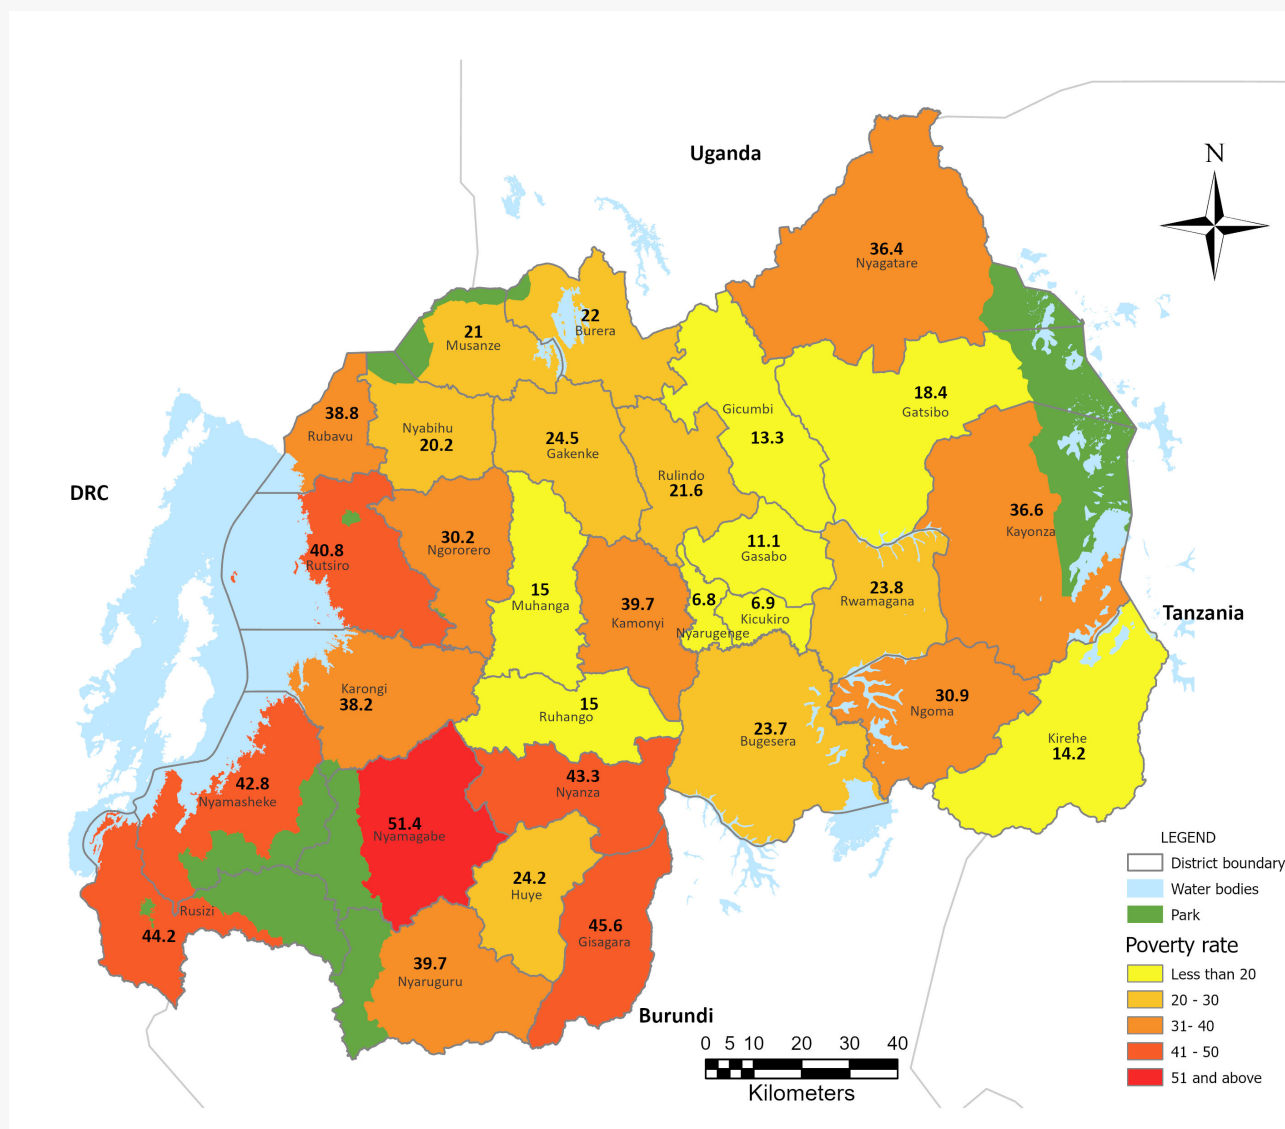 Uganda
N
36.4
Nyagatare
22
Burera
21
Musanze
18.4
Gatsibo
38.8
Rubavu
Nyabihu
20.2
24.5
Gakenke
Gicumbi
13.3
Rulindo
21.6
DRC
36.6
Kayonza
40.8
Rutsiro
30.2
Ngororero
11.1
Gasabo
15
Muhanga
39.7
Kamonyi
6.8
Nyarugenge
6.9
Kicukiro
23.8
Rwamagana
Tanzania
Karongi
38.2
15
Ruhango
23.7
Bugesera
30.9
Ngoma
Kirehe
14.2
42.8
Nyamasheke
43.3
Nyanza
51.4
Nyamagabe
24.2
Huye
Rusizi
44.2
45.6
Gisagara
39.7
Nyaruguru
Burundi
0 5 10 20 30 40
Kilometers
LEGEND
District boundary
Water bodies
Park
Poverty rate
Less than 20
20 - 30
31- 40
41 - 50
51 and above